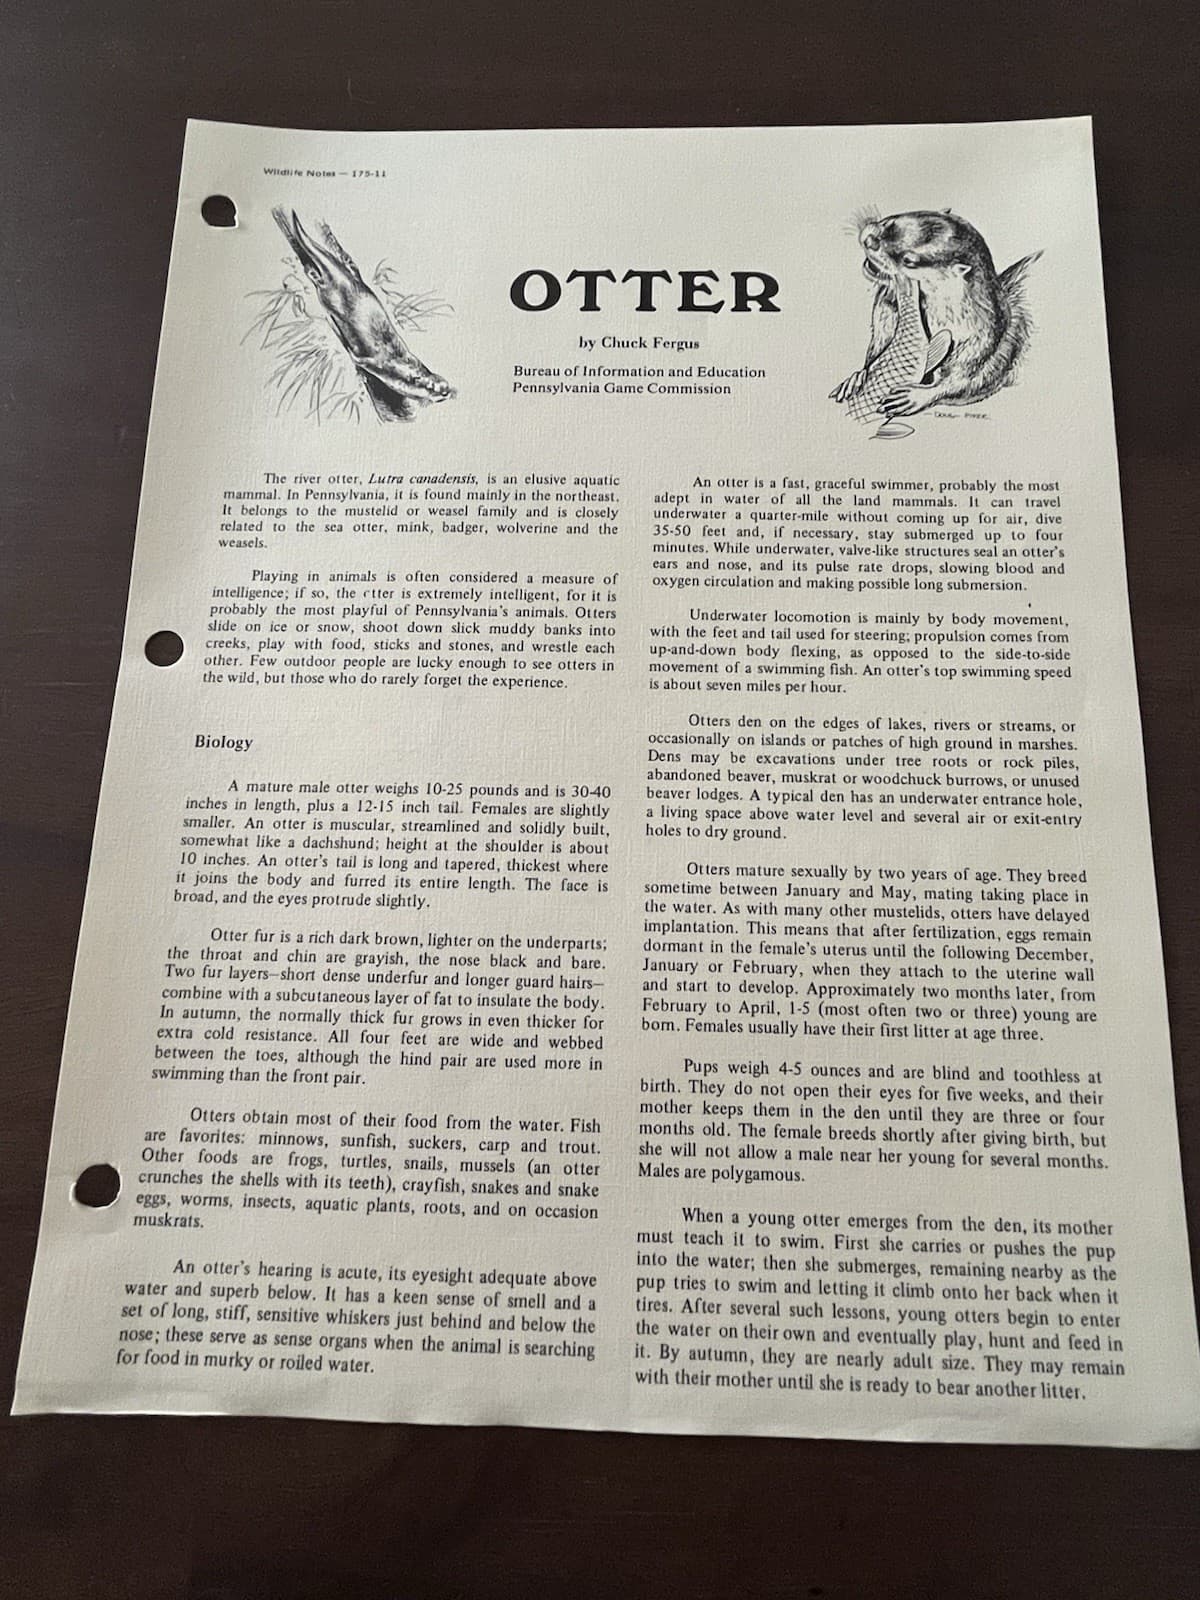 Wildlife Notes — 175-11
OTTER
by Chuck Fergus
Bureau of Information and Education
Pennsylvania Game Commission
DOUG PIFER
The river otter, Lutra canadensis, is an elusive aquatic
mammal. In Pennsylvania, it is found mainly in the northeast.
It belongs to the mustelid or weasel family and is closely
related to the sea otter, mink, badger, wolverine and the
weasels.
Playing in animals is often considered a measure of
intelligence; if so, the otter is extremely intelligent, for it is
probably the most playful of Pennsylvania's animals. Otters
slide on ice or snow, shoot down slick muddy banks into
creeks, play with food, sticks and stones, and wrestle each
other. Few outdoor people are lucky enough to see otters in
the wild, but those who do rarely forget the experience.
Biology
A mature male otter weighs 10-25 pounds and is 30-40
inches in length, plus a 12-15 inch tail. Females are slightly
smaller. An otter is muscular, streamlined and solidly built,
somewhat like a dachshund; height at the shoulder is about
10 inches. An otter's tail is long and tapered, thickest where
it joins the body and furred its entire length. The face is
broad, and the eyes protrude slightly.
Otter fur is a rich dark brown, lighter on the underparts;
the throat and chin are grayish, the nose black and bare.
Two fur layers—short dense underfur and longer guard hairs—
combine with a subcutaneous layer of fat to insulate the body.
In autumn, the normally thick fur grows in even thicker for
extra cold resistance. All four feet are wide and webbed
between the toes, although the hind pair are used more in
swimming than the front pair.
Otters obtain most of their food from the water. Fish
are favorites: minnows, sunfish, suckers, carp and trout.
Other foods are frogs, turtles, snails, mussels (an otter
crunches the shells with its teeth), crayfish, snakes and snake
eggs, worms, insects, aquatic plants, roots, and on occasion
muskrats.
An otter's hearing is acute, its eyesight adequate above
water and superb below. It has a keen sense of smell and a
set of long, stiff, sensitive whiskers just behind and below the
nose; these serve as sense organs when the animal is searching
for food in murky or roiled water.
An otter is a fast, graceful swimmer, probably the most
adept in water of all the land mammals. It can travel
underwater a quarter-mile without coming up for air, dive
35-50 feet and, if necessary, stay submerged up to four
minutes. While underwater, valve-like structures seal an otter's
ears and nose, and its pulse rate drops, slowing blood and
oxygen circulation and making possible long submersion.
Underwater locomotion is mainly by body movement,
with the feet and tail used for steering; propulsion comes from
up-and-down body flexing, as opposed to the side-to-side
movement of a swimming fish. An otter's top swimming speed
is about seven miles per hour.
Otters den on the edges of lakes, rivers or streams, or
occasionally on islands or patches of high ground in marshes.
Dens may be excavations under tree roots or rock piles,
abandoned beaver, muskrat or woodchuck burrows, or unused
beaver lodges. A typical den has an underwater entrance hole,
a living space above water level and several air or exit-entry
holes to dry ground.
Otters mature sexually by two years of age. They breed
sometime between January and May, mating taking place in
the water. As with many other mustelids, otters have delayed
implantation. This means that after fertilization, eggs remain
dormant in the female's uterus until the following December,
January or February, when they attach to the uterine wall
and start to develop. Approximately two months later, from
February to April, 1-5 (most often two or three) young are
born. Females usually have their first litter at age three.
Pups weigh 4-5 ounces and are blind and toothless at
birth. They do not open their eyes for five weeks, and their
mother keeps them in the den until they are three or four
months old. The female breeds shortly after giving birth, but
she will not allow a male near her young for several months.
Males are polygamous.
When a young otter emerges from the den, its mother
must teach it to swim. First she carries or pushes the pup
into the water; then she submerges, remaining nearby as the
pup tries to swim and letting it climb onto her back when it
tires. After several such lessons, young otters begin to enter
the water on their own and eventually play, hunt and feed in
it. By autumn, they are nearly adult size. They may remain
with their mother until she is ready to bear another litter.